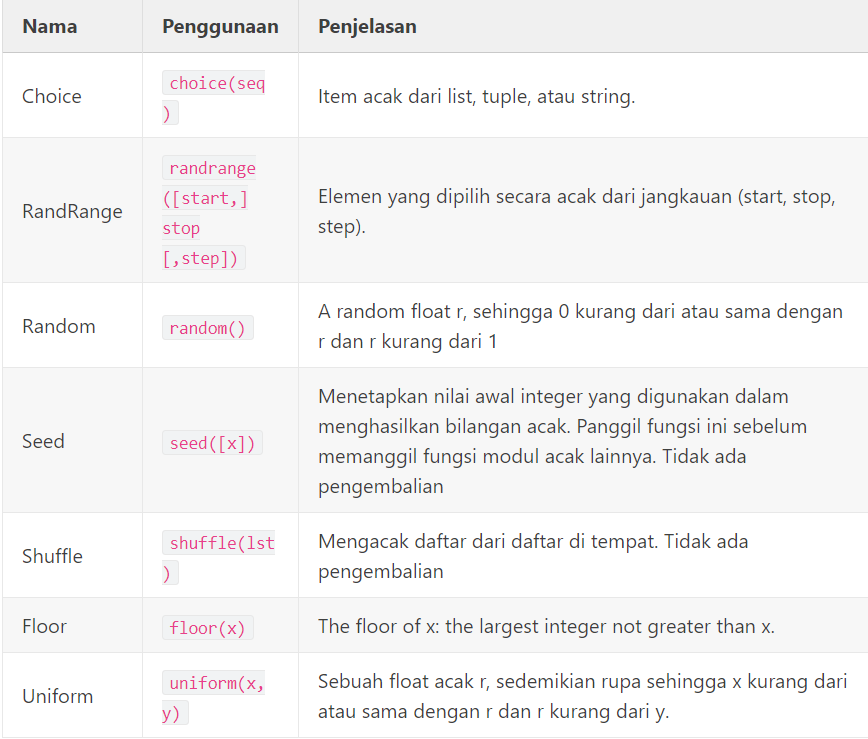 Nama Penggunaan Penjelasan
Choice
choice(seq
)
Item acak dari list, tuple, atau string.
RandRange
randrange
([start,]
stop
[,step])
Elemen yang dipilih secara acak dari jangkauan (start, stop,
step).
Random
random()
A random float r, sehingga 0 kurang dari atau sama dengan
r dan r kurang dari 1
Seed
seed([x])
Menetapkan nilai awal integer yang digunakan dalam
menghasilkan bilangan acak. Panggil fungsi ini sebelum
memanggil fungsi modul acak lainnya. Tidak ada
pengembalian
Shuffle
shuffle(lst
)
Mengacak daftar dari daftar di tempat. Tidak ada
pengembalian
Floor
floor(x)
The floor of x: the largest integer not greater than x.
Uniform
uniform(x,
y)
Sebuah float acak r, sedemikian rupa sehingga x kurang dari
atau sama dengan r dan r kurang dari y.